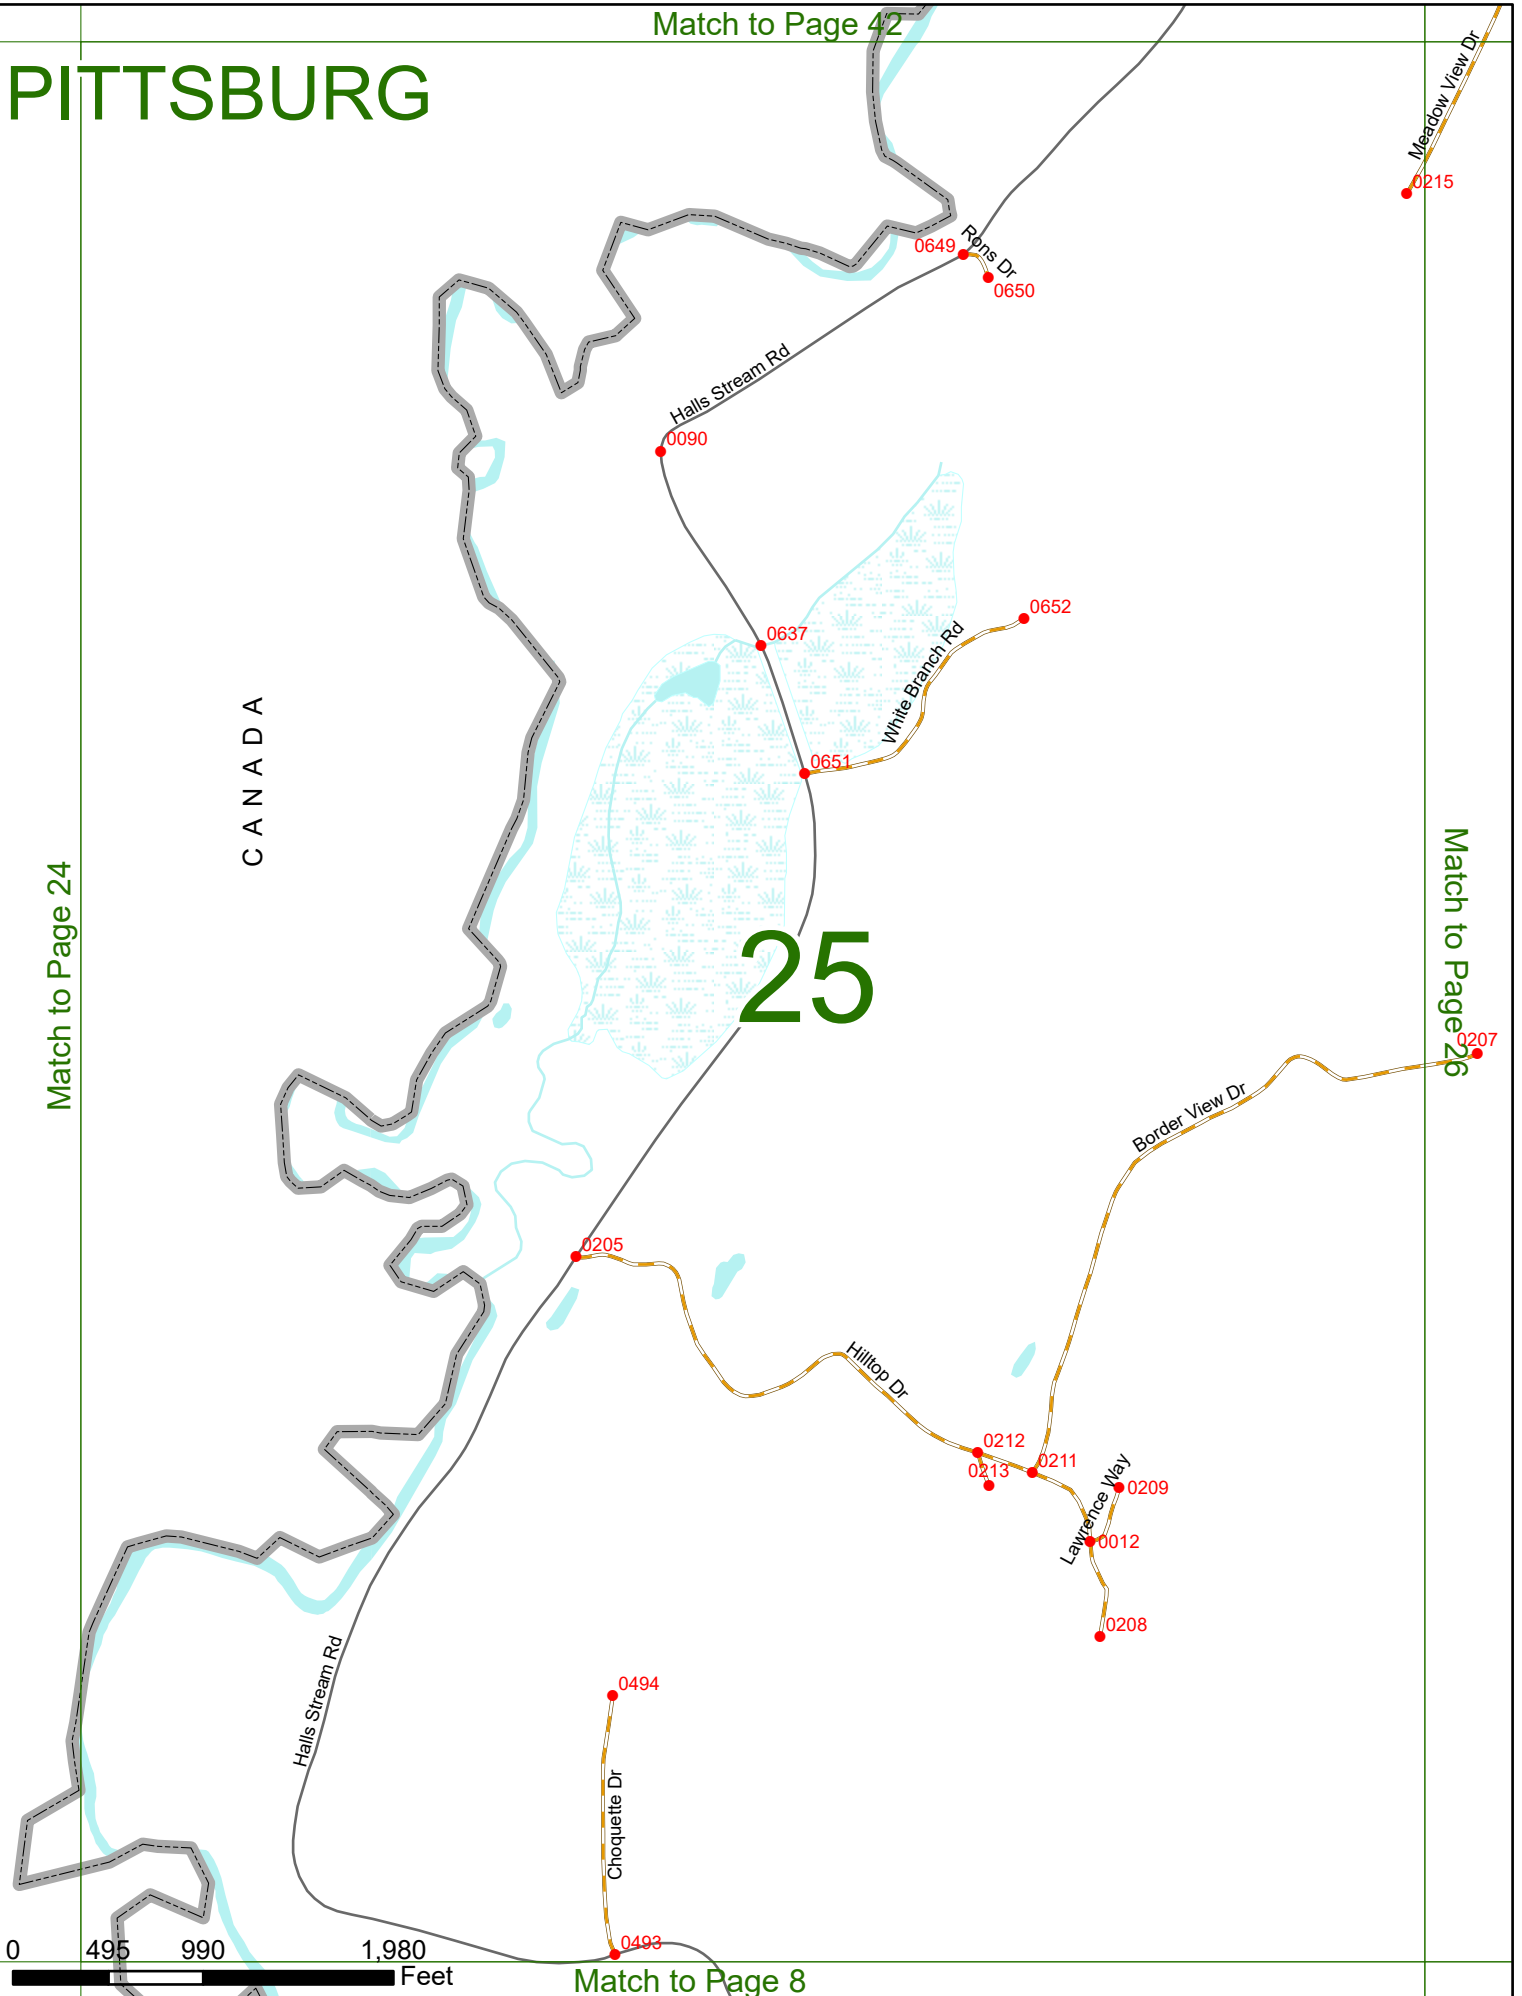 Match to Page 42
PITTSBURG
Meadow View Dr
0215
0649
Rons Dr
0650
Halls Stream Rd
0090
0652
0637
White Branch Rd
0651
CANADA
Match to Page 24
25
Match to Page 26
0207
Border View Dr
0205
Hilltop Dr
0212
0211
0213
0209
Lawrence Way
0012
0208
Halls Stream Rd
0494
Choquette Dr
0493
0 495 990 1,980
Feet
Match to Page 8